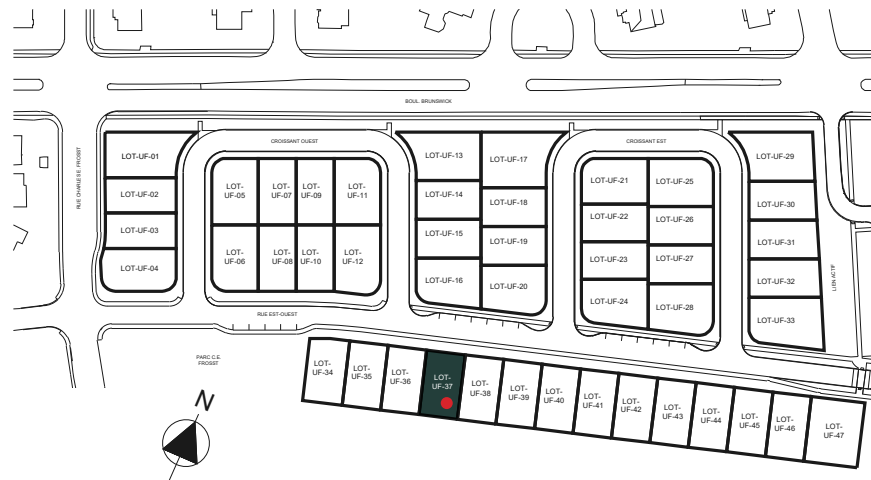 BOUL. BRUNSWICK
RUE CHARLES E. FROSST
CROISSANT OUEST
CROISSANT EST
LOT-UF-01
LOT-UF-02
LOT-UF-03
LOT-UF-04
LOT-
UF-05
LOT-
UF-07
LOT-
UF-09
LOT-
UF-11
LOT-
UF-06
LOT-
UF-08
LOT-
UF-10
LOT-
UF-12
LOT-UF-13
LOT-UF-14
LOT-UF-15
LOT-UF-16
LOT-UF-17
LOT-UF-18
LOT-UF-19
LOT-UF-20
LOT-UF-21
LOT-UF-22
LOT-UF-23
LOT-UF-24
LOT-UF-25
LOT-UF-26
LOT-UF-27
LOT-UF-28
LOT-UF-29
LOT-UF-30
LOT-UF-31
LOT-UF-32
LOT-UF-33
LIEN ACTIF
RUE EST-OUEST
PARC C.E.
FROSST
LOT-
UF-34
LOT-
UF-35
LOT-
UF-36
LOT-
UF-37
LOT-
UF-38
LOT-
UF-39
LOT-
UF-40
LOT-
UF-41
LOT-
UF-42
LOT-
UF-43
LOT-
UF-44
LOT-
UF-45
LOT-
UF-46
LOT-
UF-47
N